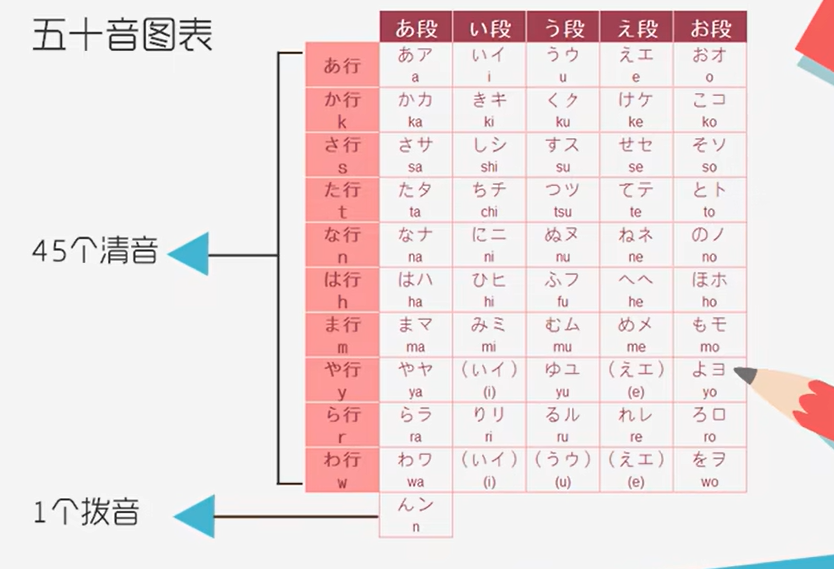 五十音图表
あ段 い段 う段 え段 お段
あ行 あア いイ うウ えエ おオ
a i u e o
か行 かカ きキ くク けケ こコ
k ka ki ku ke ko
さ行 さサ しシ すス せセ そソ
s sa shi su se so
た行 たタ ちチ つツ てテ とト
t ta chi tsu te to
45个清音
な行 なナ にニ ぬヌ ねネ のノ
n na ni nu ne no
は行 はハ ひヒ ふフ へヘ ほホ
h ha hi fu he ho
ま行 まマ みミ むム めメ もモ
m ma mi mu me mo
や行 やヤ (いイ) ゆユ (えエ) よヨ
y ya (i) yu (e) yo
ら行 らラ りリ るル れレ ろロ
r ra ri ru re ro
わ行 わワ (いイ) (うウ) (えエ) をヲ
w wa (i) (u) (e) wo
1个拨音
んン
n